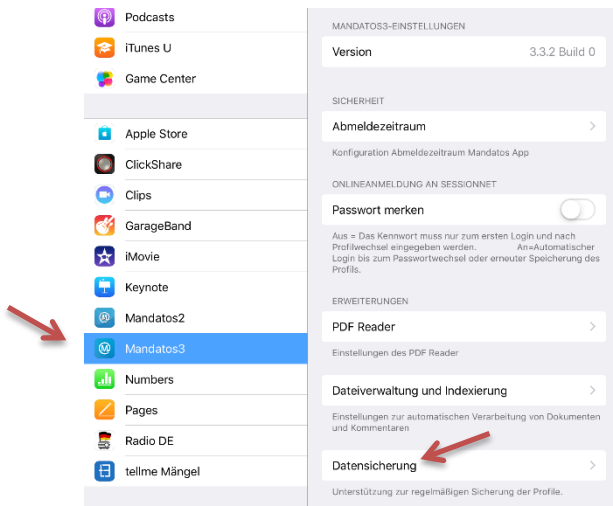 Podcasts
iTunes U
Game Center
Apple Store
ClickShare
Clips
GarageBand
iMovie
Keynote
Mandatos2
Mandatos3
Numbers
Pages
Radio DE
tellme Mängel
MANDATOS3-EINSTELLUNGEN
Version 3.3.2 Build 0
SICHERHEIT
Abmeldezeitraum
Konfiguration Abmeldezeitraum Mandatos App
ONLINEANMELDUNG AN SESSIONNET
Passwort merken
Aus = Das Kennwort muss nur zum ersten Login und nach
Profilwechsel eingegeben werden. An=Automatischer
Login bis zum Passwortwechsel oder erneuter Speicherung des
Profils.
ERWEITERUNGEN
PDF Reader
Einstellungen des PDF Reader
Dateiverwaltung und Indexierung
Einstellungen zur automatischen Verarbeitung von Dokumenten
und Kommentaren
Datensicherung
Unterstützung zur regelmäßigen Sicherung der Profile.